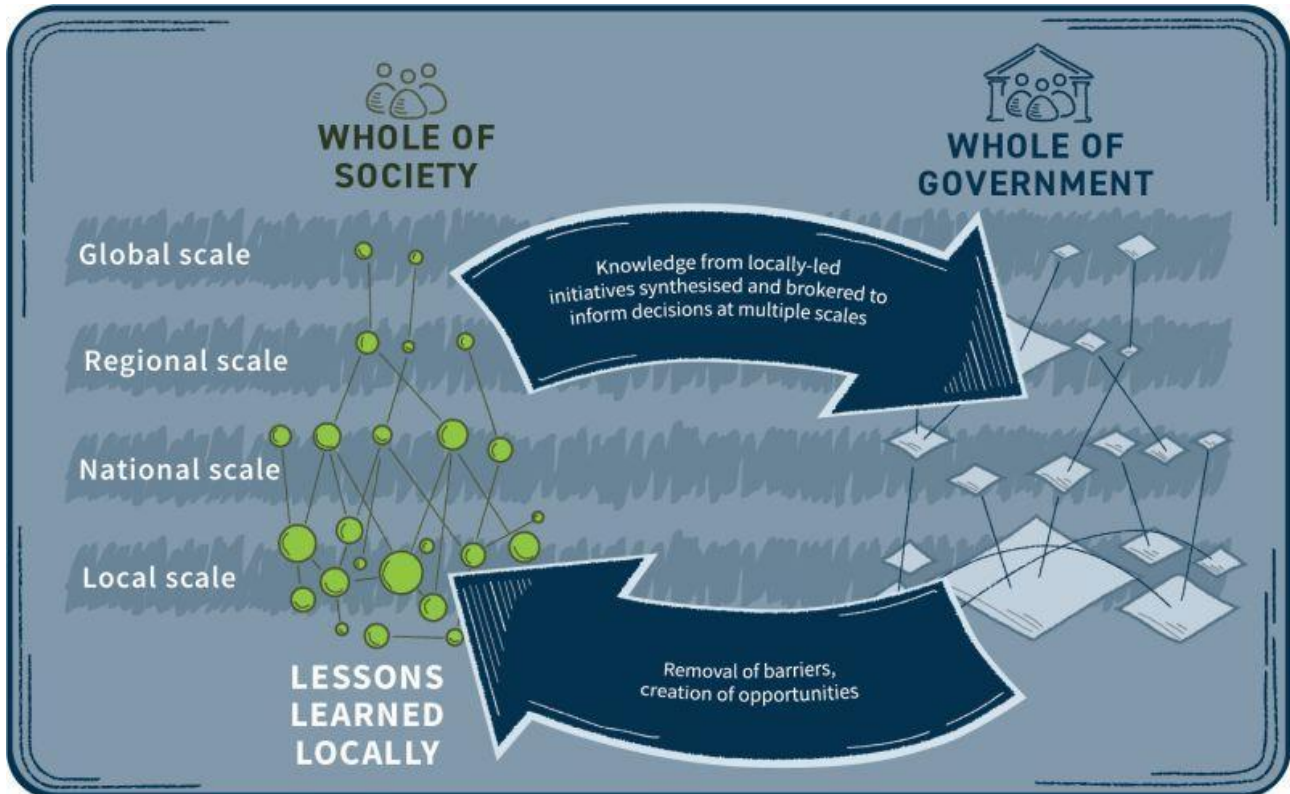 WHOLE OF
SOCIETY
WHOLE OF
GOVERNMENT
Global scale
Regional scale
National scale
Local scale
Knowledge from locally-led
initiatives synthesised and brokered to
inform decisions at multiple scales
Removal of barriers,
creation of opportunities
LESSONS
LEARNED
LOCALLY